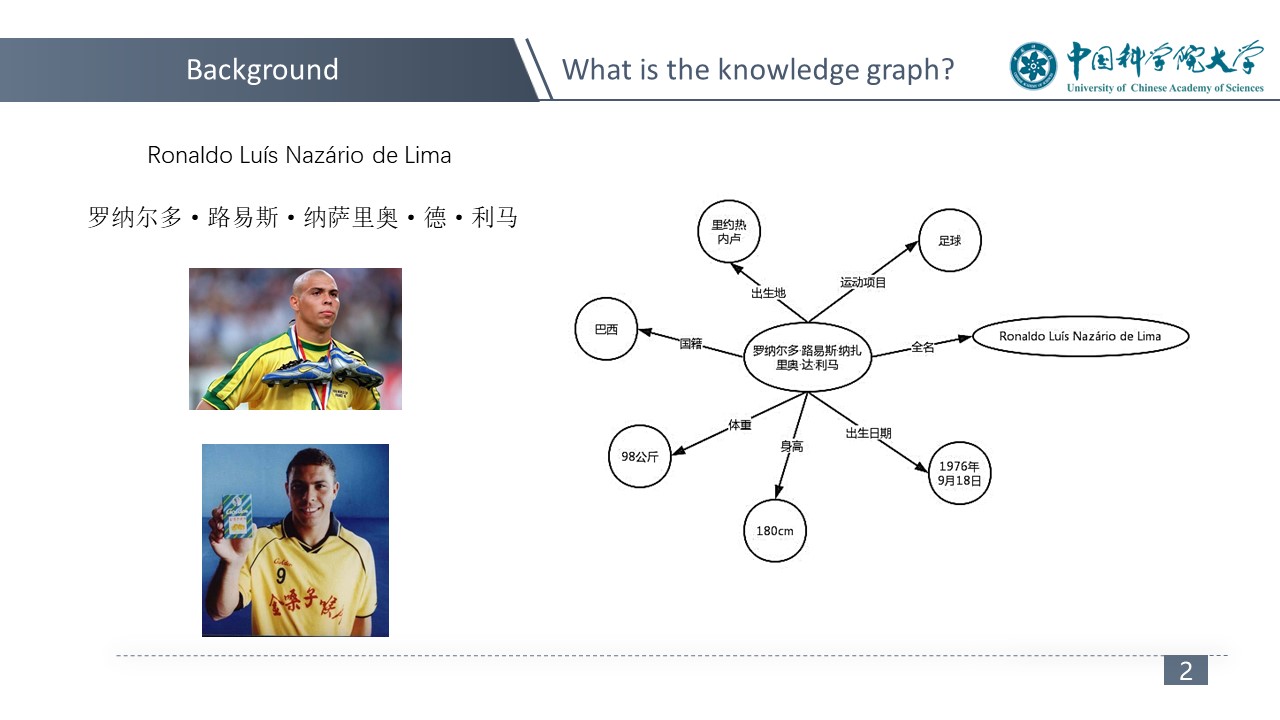 Background
What is the knowledge graph?
中国科学院大学
University of Chinese Academy of Sciences
Ronaldo Luís Nazário de Lima
罗纳尔多·路易斯·纳萨里奥·德·利马
里约热
内卢
足球
出生地
运动项目
巴西
国籍
罗纳尔多·路易斯·纳扎
里奥·达·利马
全名
Ronaldo Luís Nazário de Lima
体重
98公斤
身高
180cm
出生日期
1976年
9月18日
9
金嗓子喉
2